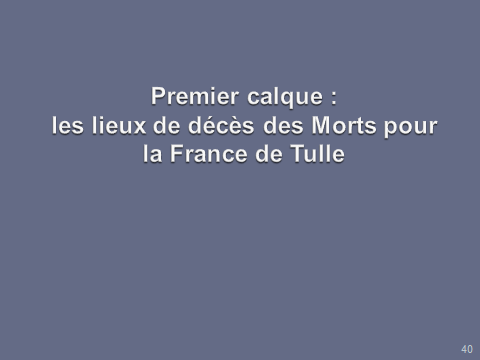 Premier calque :
les lieux de décès des Morts pour
la France de Tulle
40